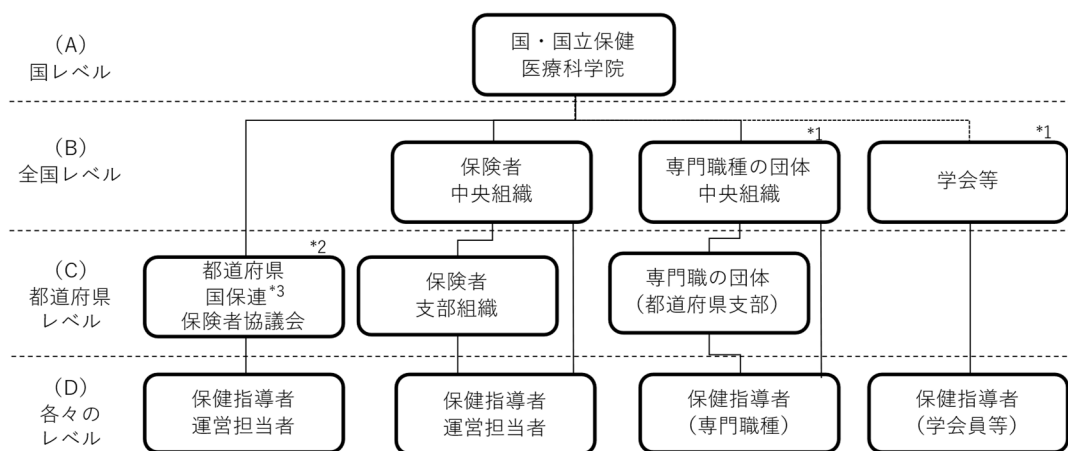 (A)
国レベル
国・国立保健
医療科学院
(B)
全国レベル
保険者
中央組織
*1
専門職種の団体
中央組織
*1
学会等
(C)
都道府県
レベル
*2
都道府県
国保連*3
保険者協議会
保険者
支部組織
専門職の団体
(都道府県支部)
(D)
各々の
レベル
保健指導者
運営担当者
保健指導者
運営担当者
保健指導者
(専門職種)
保健指導者
(学会員等)